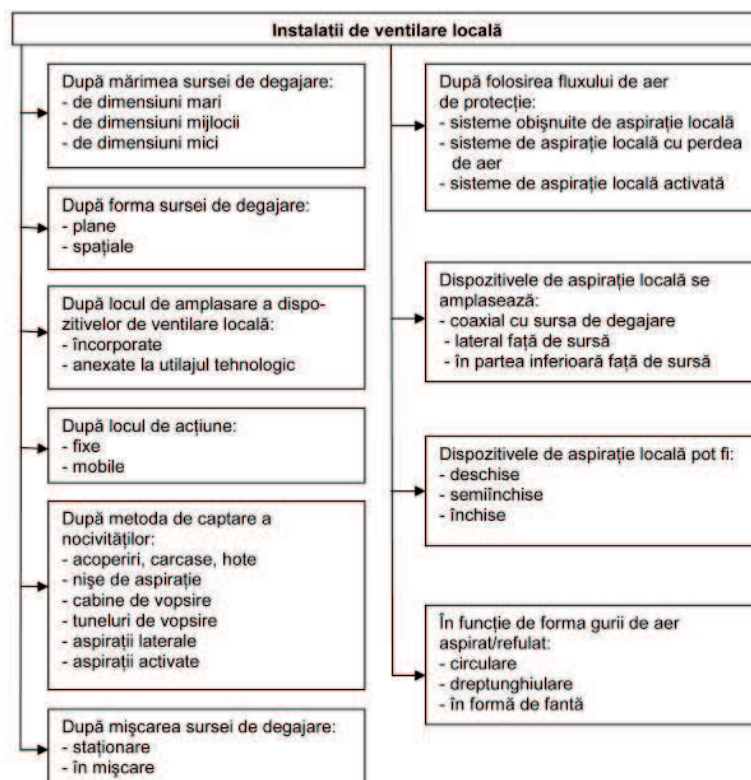 Instalații de ventilare locală
După mărimea sursei de degajare:
- de dimensiuni mari
- de dimensiuni mijlocii
- de dimensiuni mici
După forma sursei de degajare:
- plane
- spațiale
După locul de amplasare a dispo-
zitivelor de ventilare locală:
- încorporate
- anexate la utilajul tehnologic
După locul de acțiune:
- fixe
- mobile
După metoda de captare a
nocivităților:
- acoperiri, carcase, hote
- nișe de aspirație
- cabine de vopsire
- tuneluri de vopsire
- aspirații laterale
- aspirații activate
După mișcarea sursei de degajare:
- staționare
- în mișcare
După folosirea fluxului de aer
de protecție:
- sisteme obișnuite de aspirație locală
- sisteme de aspirație locală cu perdea
de aer
- sisteme de aspirație locală activată
Dispozitivele de aspirație locală se
amplasează:
- coaxial cu sursa de degajare
- lateral față de sursă
- în partea inferioară față de sursă
Dispozitivele de aspirație locală pot fi:
- deschise
- semiînchise
- închise
În funcție de forma gurii de aer
aspirat/refulat:
- circulare
- dreptunghiulare
- în formă de fantă